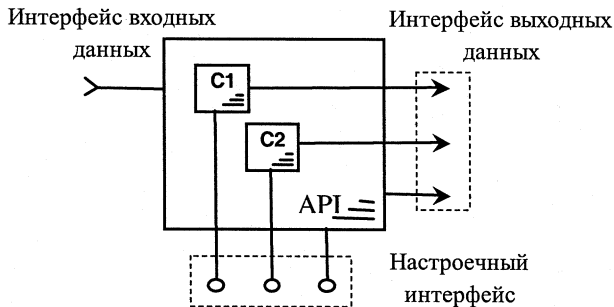 Интерфейс входных
данных
Интерфейс выходных
данных
C1
C2
API
Настроечный
интерфейс